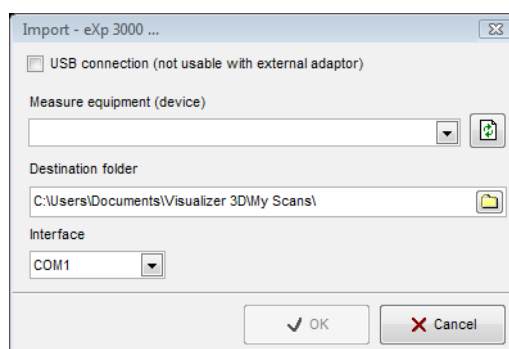 Import - eXp 3000 ...
USB connection (not usable with external adaptor)
Measure equipment (device)
Destination folder
C:\Users\Documents\Visualizer 3D\My Scans\
Interface
COM1
OK
Cancel